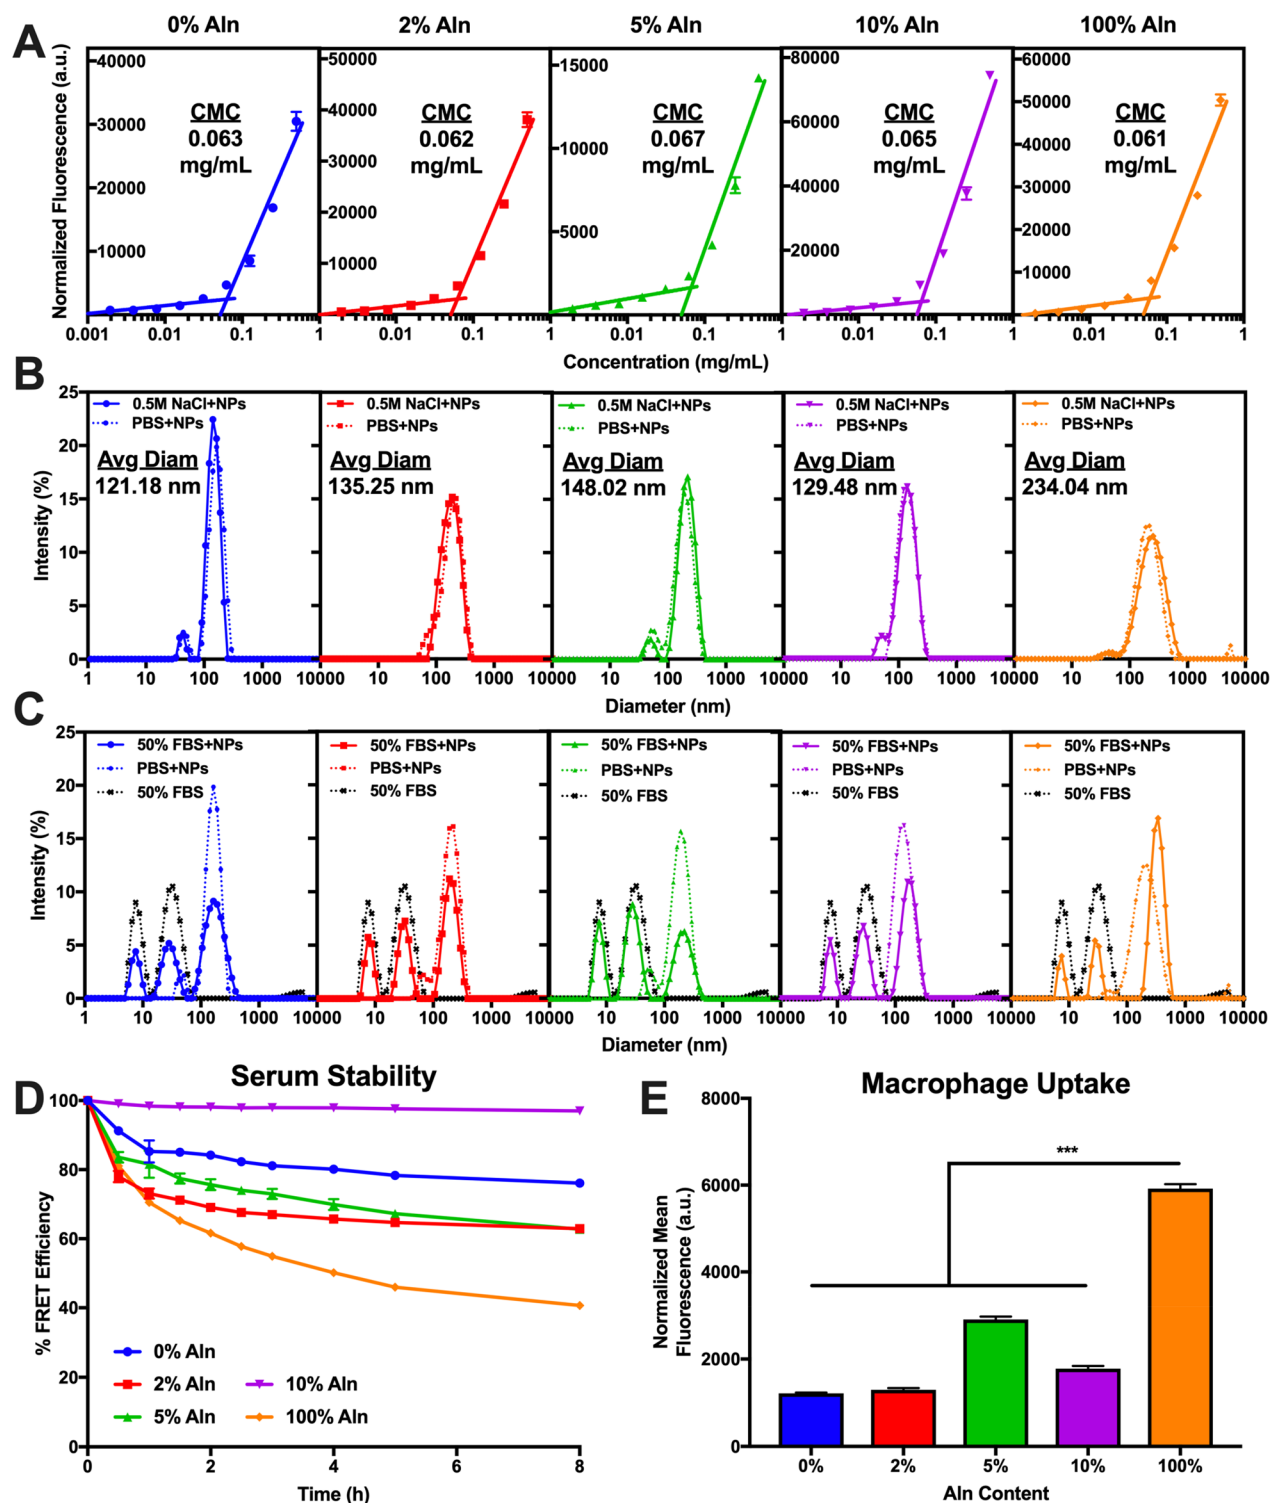 A
0% Aln
2% Aln
5% Aln
10% Aln
100% Aln
Normalized Fluorescence (a.u.)
40000
30000
20000
10000
CMC
0.063
mg/mL
0.001
0.01
0.1
50000
40000
30000
20000
10000
CMC
0.062
mg/mL
1
0.01
0.1
15000
10000
5000
CMC
0.067
mg/mL
1
0.01
0.1
80000
60000
40000
20000
CMC
0.065
mg/mL
1
0.01
0.1
60000
50000
40000
30000
20000
10000
CMC
0.061
mg/mL
1
0.01
0.1
1
Concentration (mg/mL)
B
Intensity (%)
25
20
15
10
5
0
0.5M NaCl+NPs
PBS+NPs
Avg Diam
121.18 nm
1
10
100
1000
0.5M NaCl+NPs
PBS+NPs
Avg Diam
135.25 nm
10
100
1000
0.5M NaCl+NPs
PBS+NPs
Avg Diam
148.02 nm
10
100
1000
0.5M NaCl+NPs
PBS+NPs
Avg Diam
129.48 nm
10
100
1000
0.5M NaCl+NPs
PBS+NPs
Avg Diam
234.04 nm
10
100
1000
10000
Diameter (nm)
C
Intensity (%)
25
20
15
10
5
0
50% FBS+NPs
PBS+NPs
50% FBS
1
10
100
1000
50% FBS+NPs
PBS+NPs
50% FBS
10
100
1000
50% FBS+NPs
PBS+NPs
50% FBS
10
100
1000
50% FBS+NPs
PBS+NPs
50% FBS
10
100
1000
50% FBS+NPs
PBS+NPs
50% FBS
10
100
1000
10000
Diameter (nm)
D
Serum Stability
% FRET Efficiency
100
80
60
40
20
0
0% Aln
2% Aln
5% Aln
10% Aln
100% Aln
0
2
4
6
8
Time (h)
E
Macrophage Uptake
Normalized Mean
Fluorescence (a.u.)
8000
6000
4000
2000
0
***
0%
2%
5%
10%
100%
Aln Content